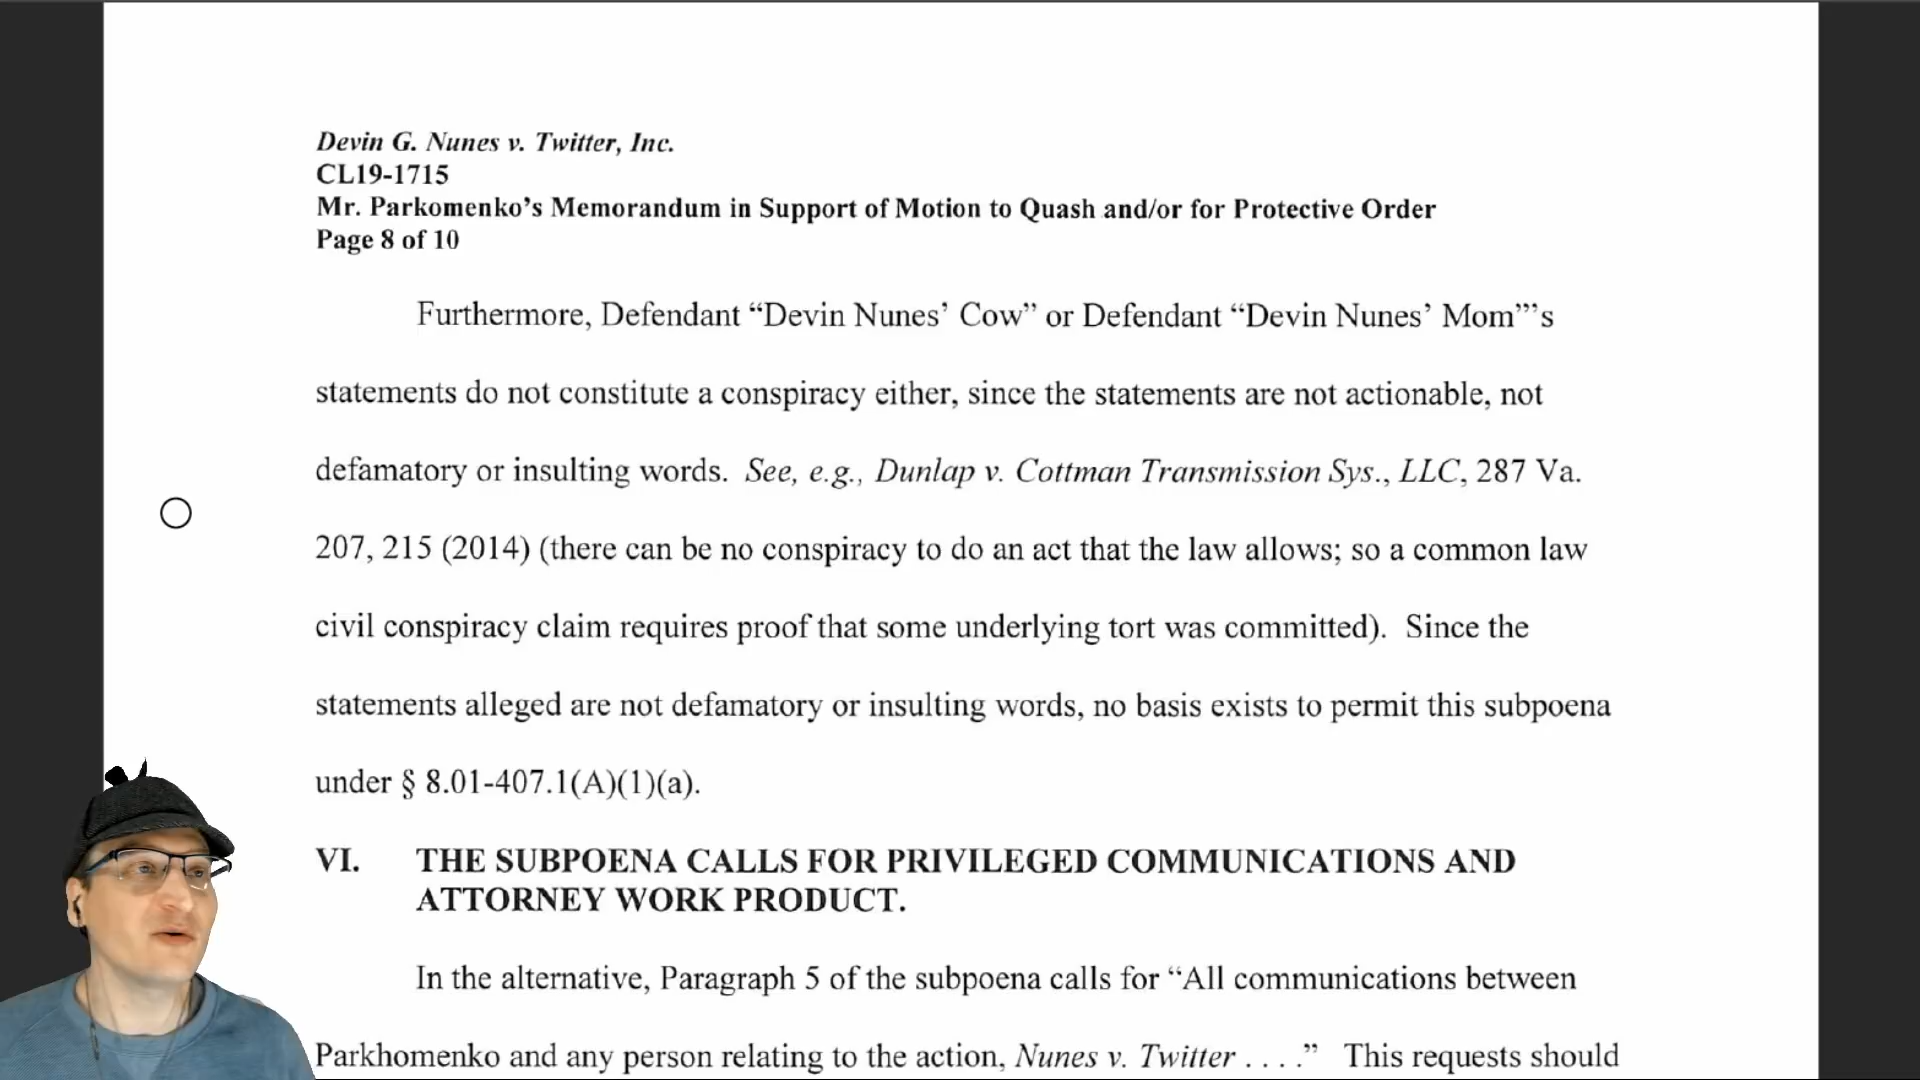 Devin G. Nunes v. Twitter, Inc.
CL19-1715
Mr. Parkomenko’s Memorandum in Support of Motion to Quash and/or for Protective Order
Page 8 of 10
Furthermore, Defendant “Devin Nunes’ Cow” or Defendant “Devin Nunes’ Mom”’s
statements do not constitute a conspiracy either, since the statements are not actionable, not
defamatory or insulting words. See, e.g., Dunlap v. Cottman Transmission Sys., LLC, 287 Va.
207, 215 (2014) (there can be no conspiracy to do an act that the law allows; so a common law
civil conspiracy claim requires proof that some underlying tort was committed). Since the
statements alleged are not defamatory or insulting words, no basis exists to permit this subpoena
under § 8.01-407.1(A)(1)(a).
VI. THE SUBPOENA CALLS FOR PRIVILEGED COMMUNICATIONS AND
ATTORNEY WORK PRODUCT.
In the alternative, Paragraph 5 of the subpoena calls for “All communications between
Parkhomenko and any person relating to the action, Nunes v. Twitter . . . .” This requests should